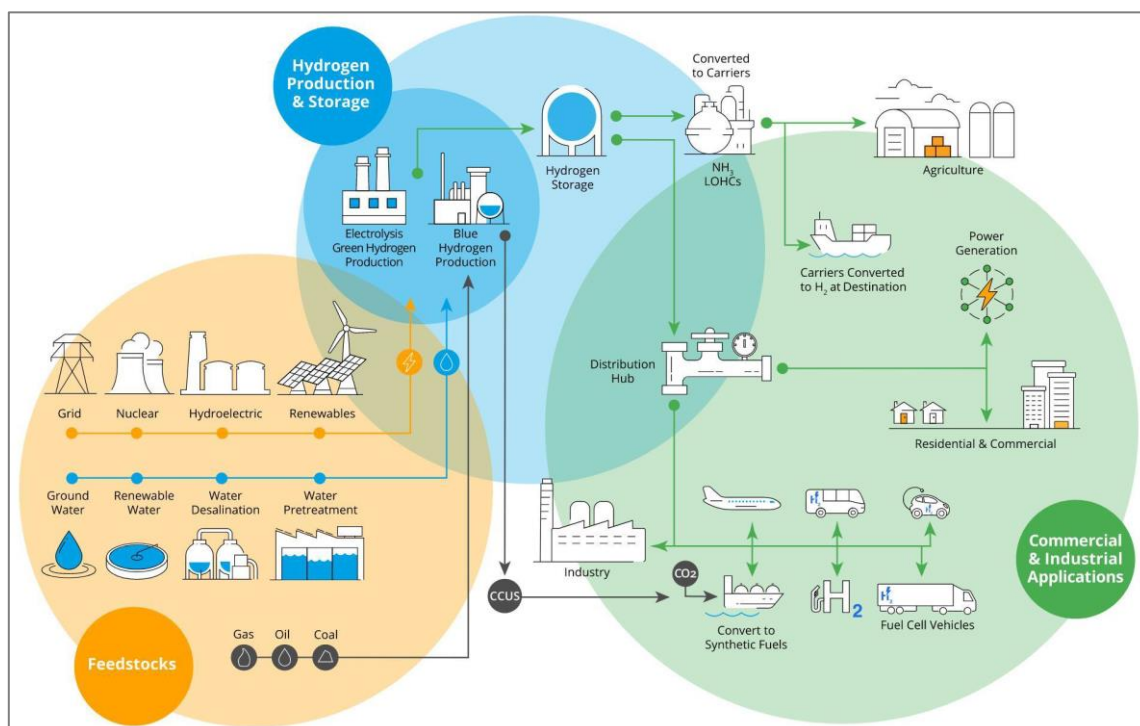 Hydrogen
Production
& Storage
Converted
to Carriers
Hydrogen
Storage
NH₃
LOHCs
Agriculture
Electrolysis
Green Hydrogen
Production
Blue
Hydrogen
Production
Power
Generation
Carriers Converted
to H₂ at Destination
Distribution
Hub
Grid
Nuclear
Hydroelectric
Renewables
Residential & Commercial
Ground
Water
Renewable
Water
Water
Desalination
Water
Pretreatment
Industry
Commercial
& Industrial
Applications
CCUS
CO2
H2
Convert to
Synthetic Fuels
Fuel Cell Vehicles
Gas
Oil
Coal
Feedstocks